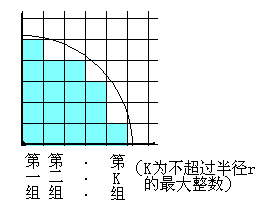 第一组
第二组
·
·
·
第K组
(K为不超过半径r
的最大整数)